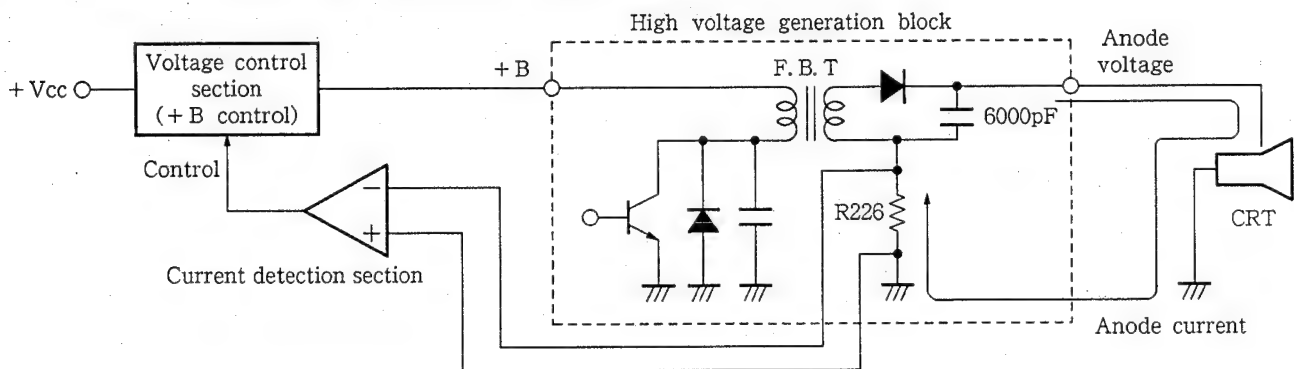 High voltage generation block
Voltage control
section
(+B control)
+Vcc
+B
F.B.T
Anode
voltage
6000pF
Control
−
+
R226
CRT
Current detection section
Anode current